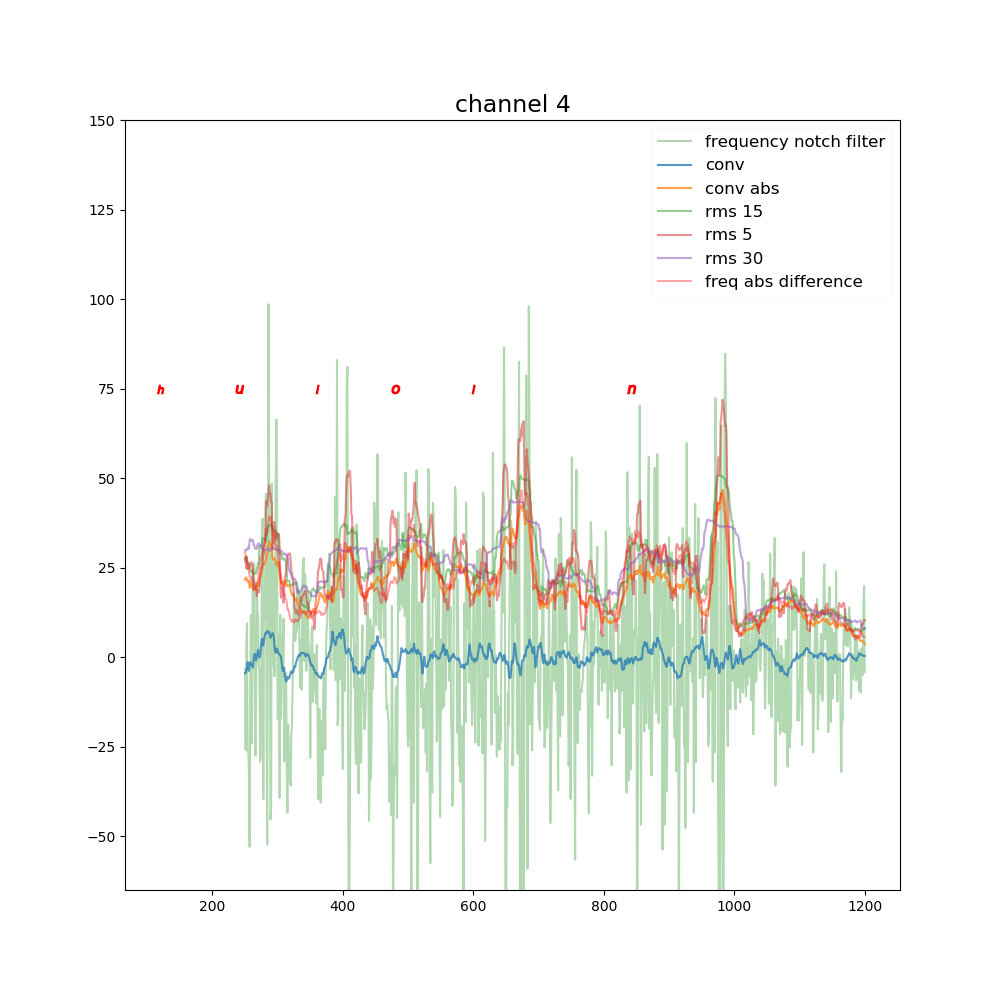 channel 4
150
125
100
75
50
25
0
−25
−50
200 400 600 800 1000 1200
frequency notch filter
conv
conv abs
rms 15
rms 5
rms 30
freq abs difference
h u l o l n